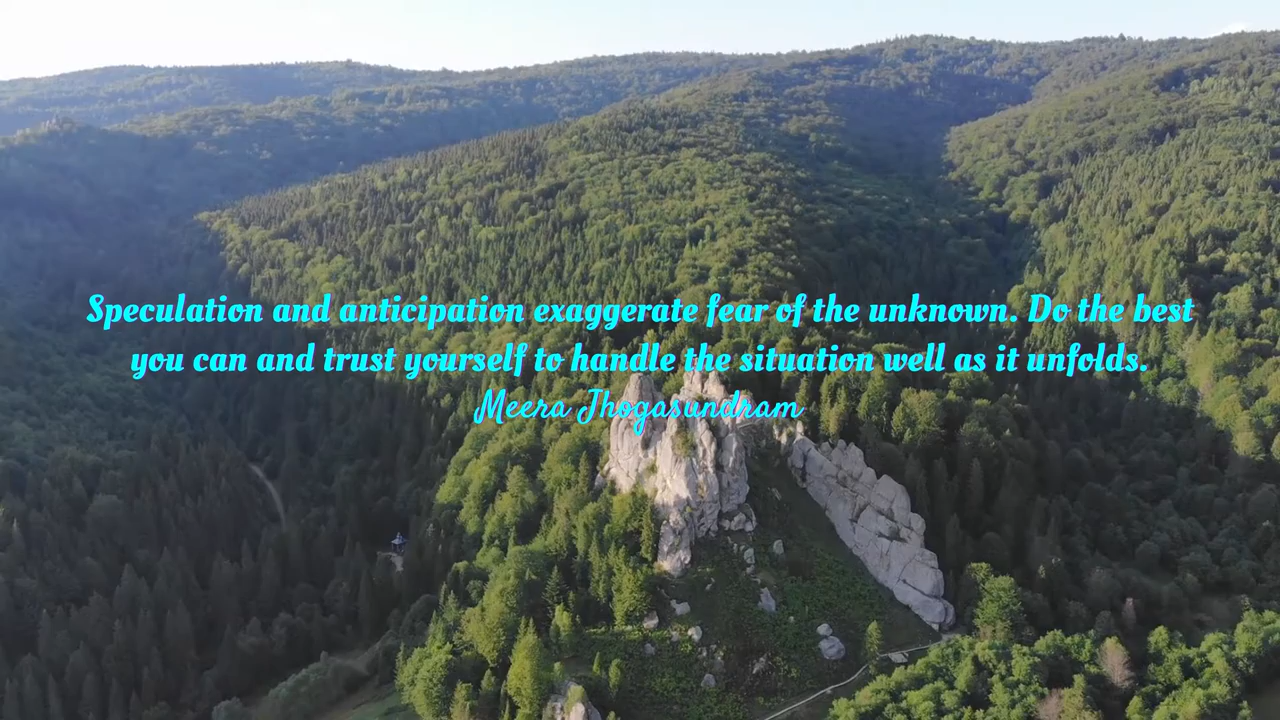 Speculation and anticipation exaggerate fear of the unknown. Do the best
you can and trust yourself to handle the situation well as it unfolds.
Meera Jhogasundram